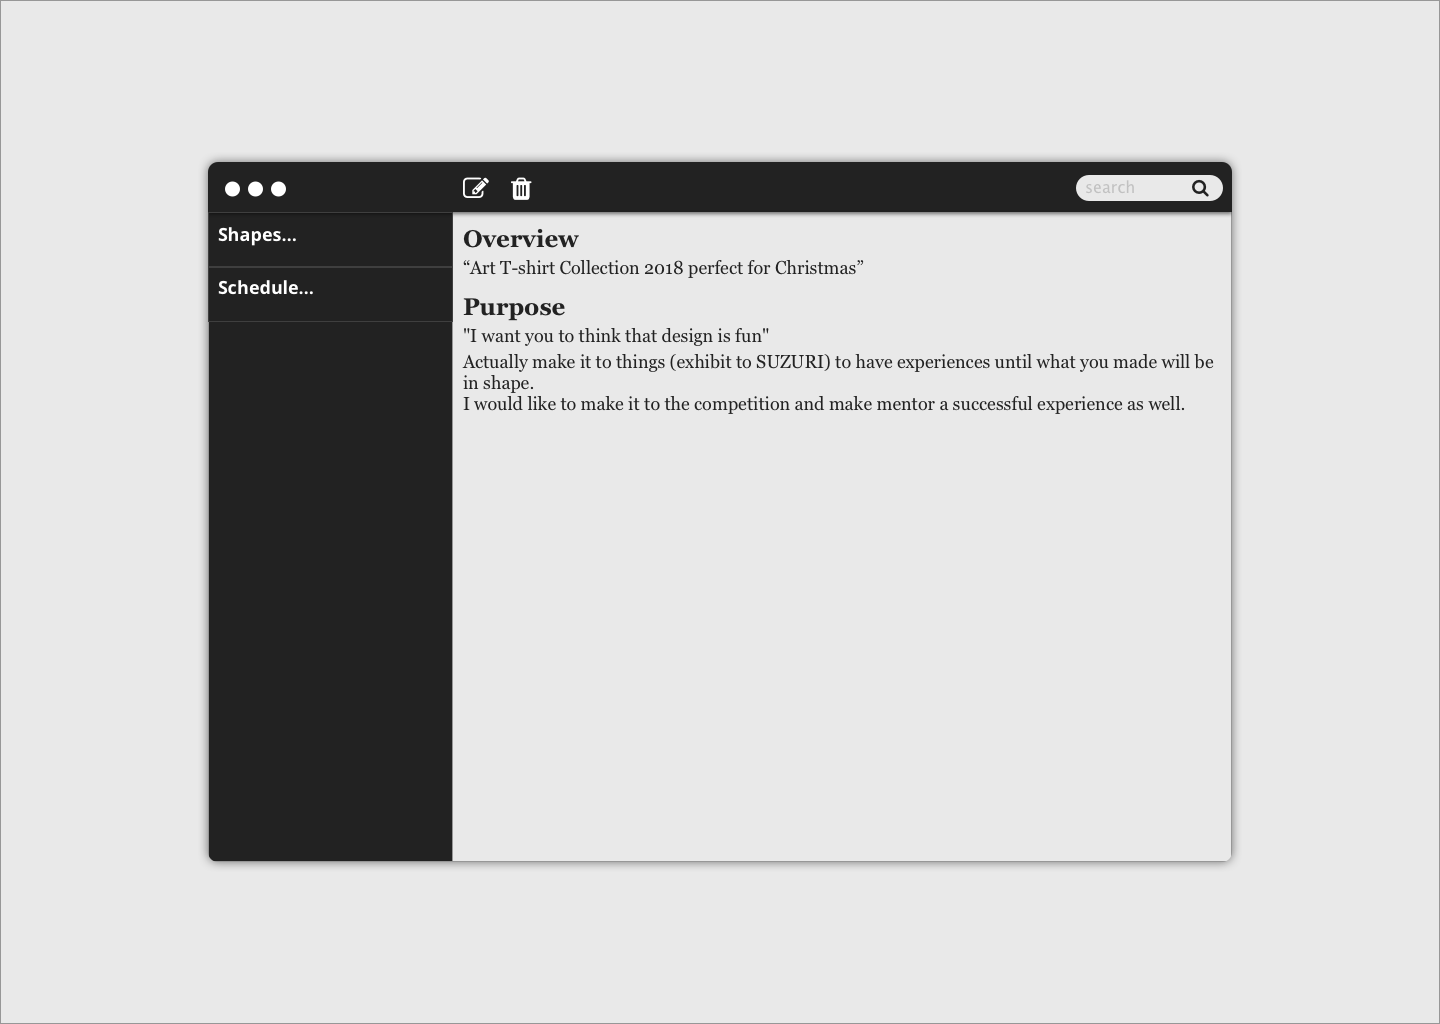 search
Shapes...
Schedule...
Overview
“Art T-shirt Collection 2018 perfect for Christmas”
Purpose
"I want you to think that design is fun"
Actually make it to things (exhibit to SUZURI) to have experiences until what you made will be
in shape.
I would like to make it to the competition and make mentor a successful experience as well.